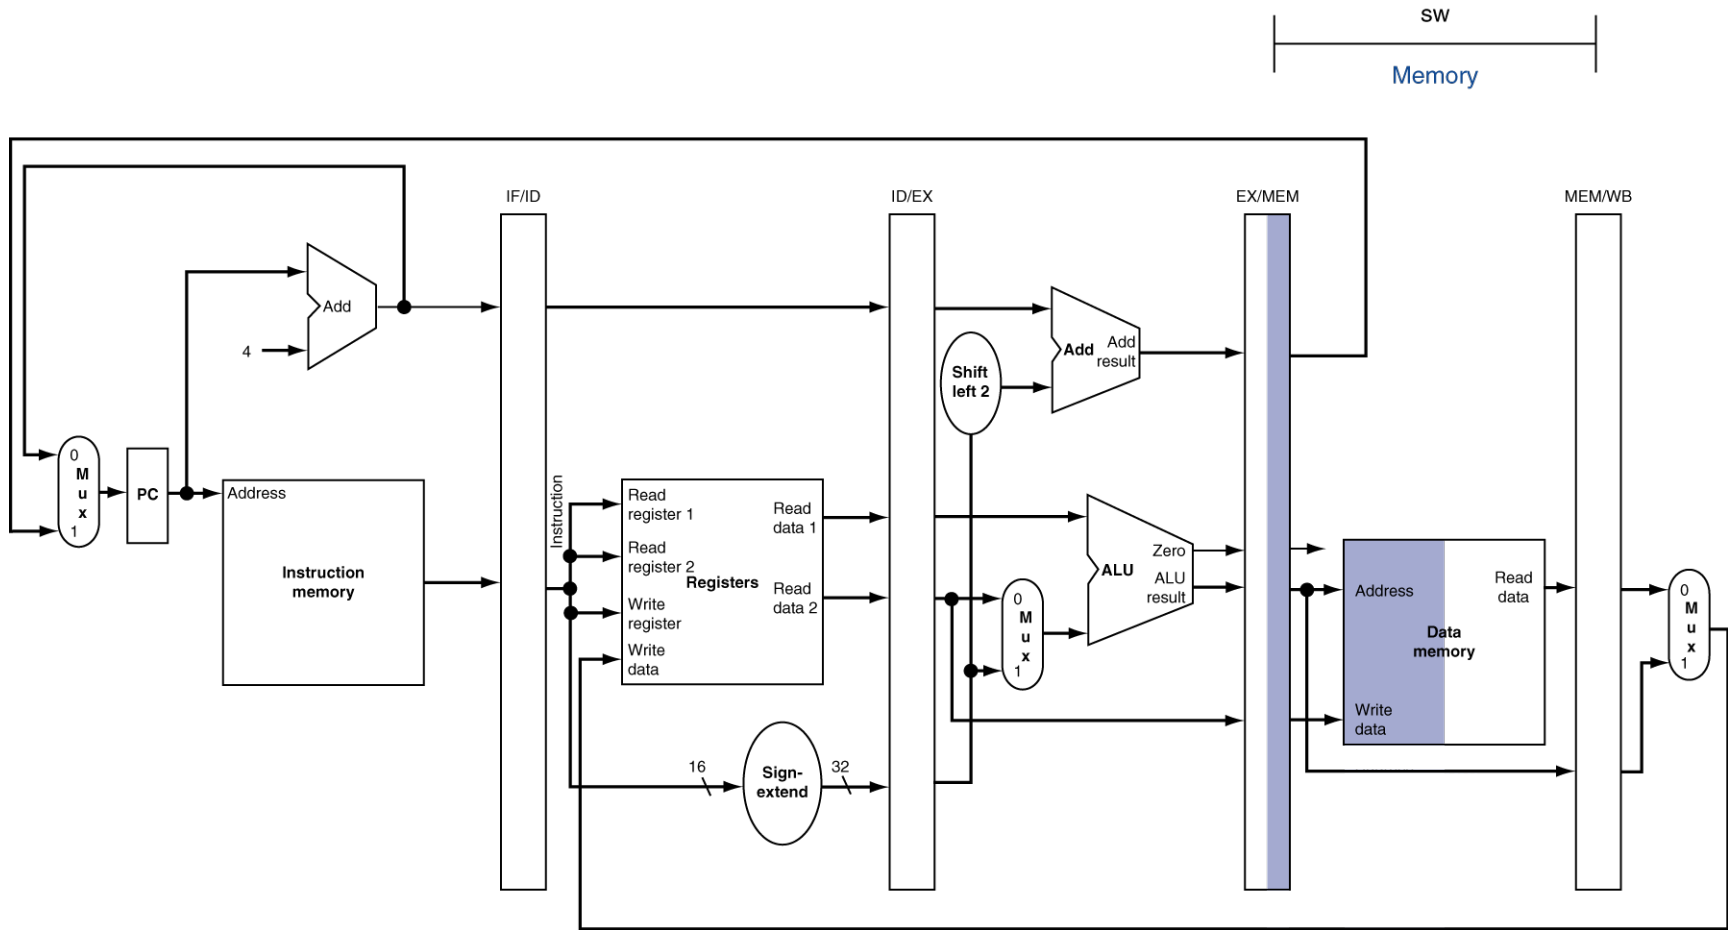 SW
Memory
IF/ID
ID/EX
EX/MEM
MEM/WB
Add
4
Add
Add
result
Shift
left 2
0
M
u
x
1
PC
Address
Instruction
memory
Instruction
Read
register 1
Read
register 2
Write
register
Write
data
Registers
Read
data 1
Read
data 2
16
Sign-
extend
32
0
M
u
x
1
Zero
ALU
ALU
result
Address
Read
data
Data
memory
Write
data
0
M
u
x
1